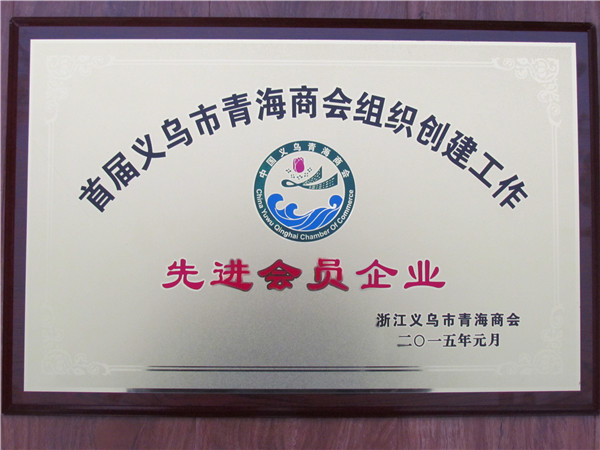 首届义乌市青海商会组织创建工作
中国义乌青海商会
China Yuwu Qinghai Chamber Of Commerce
先进会员企业
浙江义乌市青海商会
二〇一五年元月